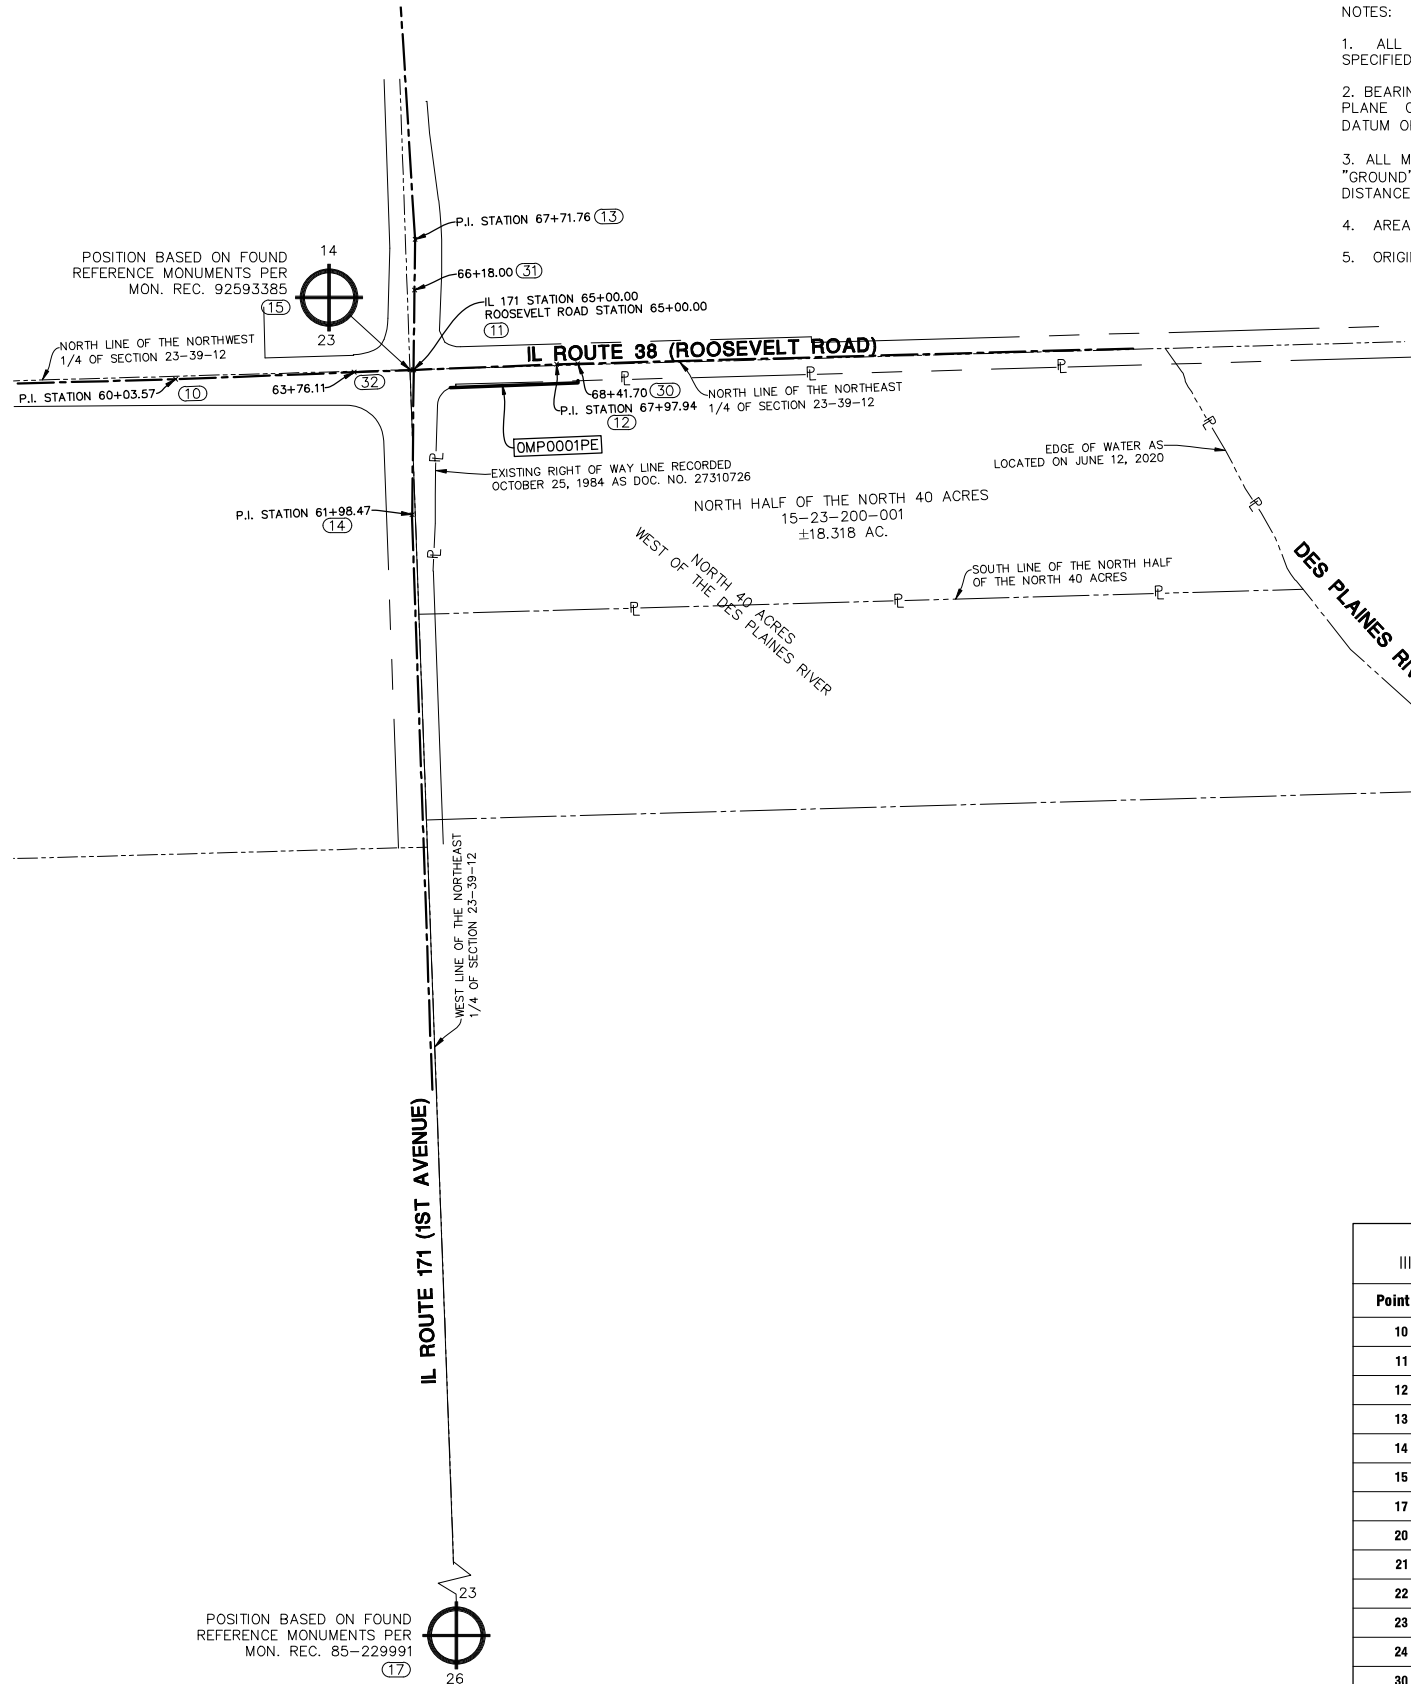 NOTES:
1. ALL
SPECIFIED
2. BEARIN
PLANE
DATUM
3. ALL M
"GROUND"
DISTANCE
4. AREA
5. ORIGI
P.I. STATION 67+71.76 (13)
POSITION BASED ON FOUND
REFERENCE MONUMENTS PER
MON. REC. 92593385
(15)
14
23
66+18.00 (31)
IL 171 STATION 65+00.00
ROOSEVELT ROAD STATION 65+00.00
(11)
NORTH LINE OF THE NORTHWEST
1/4 OF SECTION 23-39-12
IL ROUTE 38 (ROOSEVELT ROAD)
P.I. STATION 60+03.57
(10)
63+76.11
(32)
68+41.70 (30)
P.I. STATION 67+97.94
(12)
NORTH LINE OF THE NORTHEAST
1/4 OF SECTION 23-39-12
0MP0001PE
EXISTING RIGHT OF WAY LINE RECORDED
OCTOBER 25, 1984 AS DOC. NO. 27310726
EDGE OF WATER AS
LOCATED ON JUNE 12, 2020
NORTH HALF OF THE NORTH 40 ACRES
15-23-200-001
±18.318 AC.
P.I. STATION 61+98.47
(14)
NORTH 40 ACRES
WEST OF THE DES PLAINES RIVER
SOUTH LINE OF THE NORTH HALF
OF THE NORTH 40 ACRES
DES PLAINES
WEST LINE OF THE NORTHEAST
1/4 OF SECTION 23-39-12
IL ROUTE 171 (1ST AVENUE)
POSITION BASED ON FOUND
REFERENCE MONUMENTS PER
MON. REC. 85-229991
(17)
23
26
Point
10
11
12
13
14
15
17
20
21
22
23
24
30